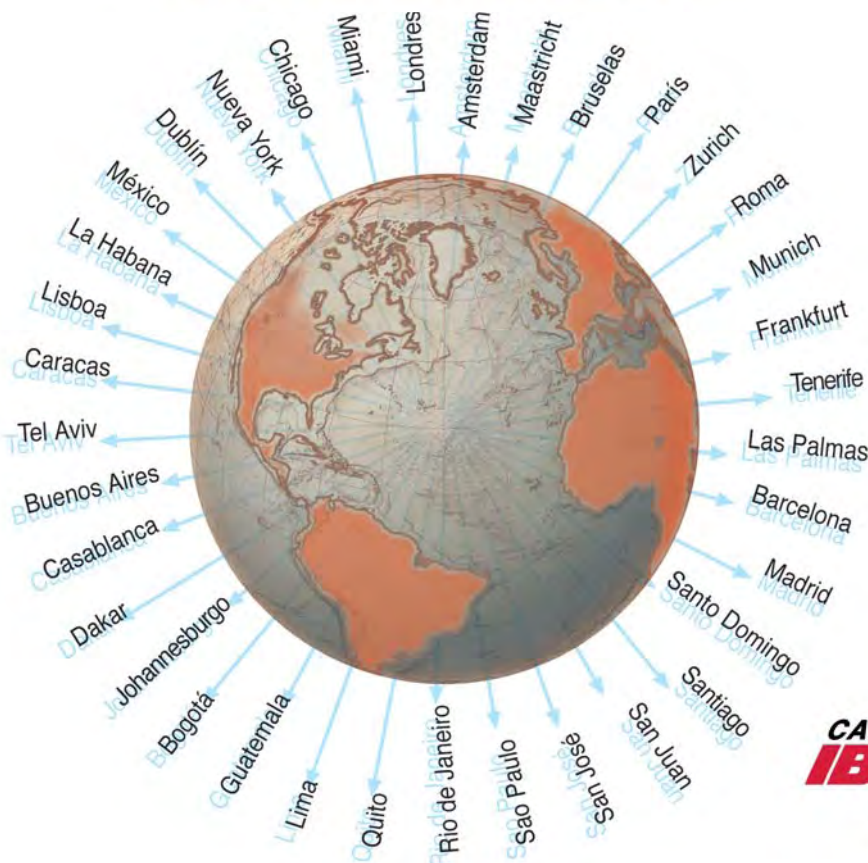 Londres
Amsterdam
Maastricht
Bruselas
París
Zurich
Roma
Munich
Frankfurt
Tenerife
Las Palmas
Barcelona
Madrid
Santo Domingo
Santiago
San Juan
San José
Sao Paulo
Rio de Janeiro
Quito
Lima
Guatemala
Bogotá
Johannesburgo
Dakar
Casablanca
Buenos Aires
Tel Aviv
Caracas
Lisboa
La Habana
México
Dublín
Nueva York
Chicago
Miami
CA
IB